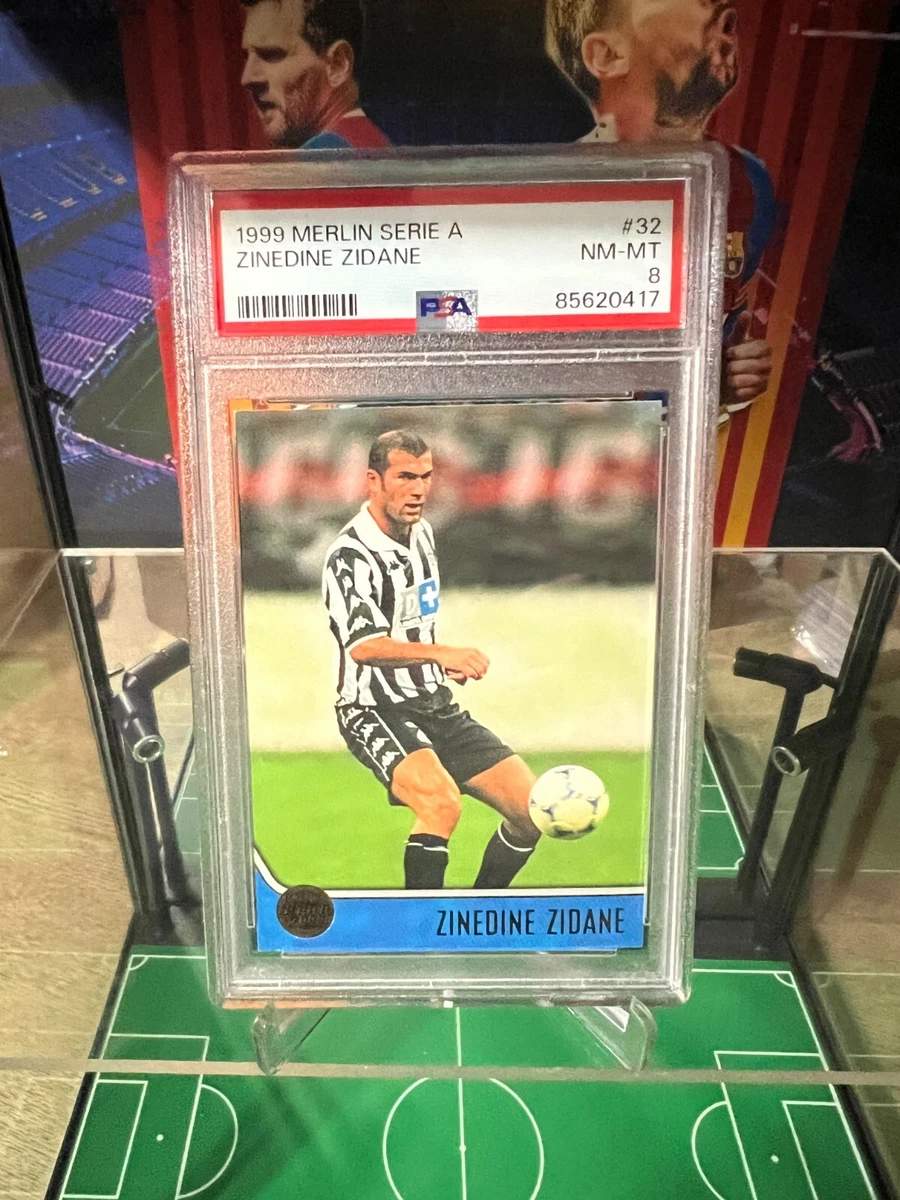 1999 MERLIN SERIE A #32
ZINEDINE ZIDANE NM-MT
8
PSA 85620417
D+
ZINEDINE ZIDANE